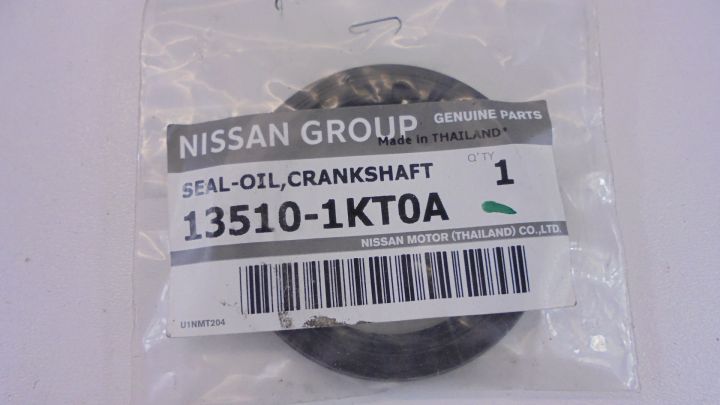 NISSAN GROUP GENUINE PARTS
Made in THAILAND*
SEAL-OIL,CRANKSHAFT Q'TY 1
13510-1KT0A
NISSAN MOTOR (THAILAND) CO.,LTD.
U1NMT204